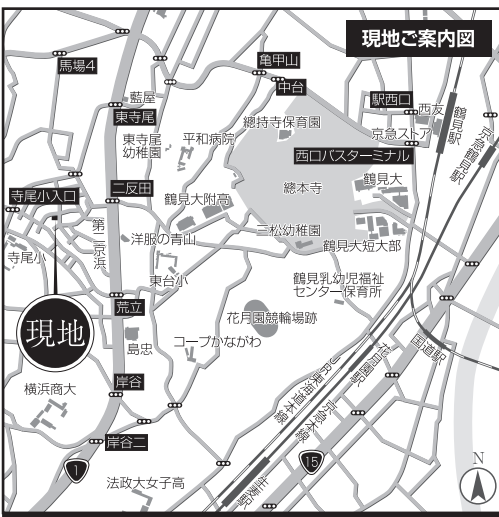 現地ご案内図
馬場4
亀甲山
中台
駅西口
藍屋
東寺尾
東寺尾
幼稚園
平和病院
總持寺保育園
西友
京急ストア
鶴見駅
京急鶴見駅
西口バスターミナル
寺尾小入口
二反田
鶴見大附高
總本寺
鶴見大
第二京浜
洋服の青山
三松幼稚園
鶴見大短大部
寺尾小
東台小
鶴見乳幼児福祉
センター保育所
現地
荒立
島忠
花月園競輪場跡
コープかながわ
国道駅
花月園駅
横浜商大
岸谷
JR東海道本線
京急本線
岸谷二
1
15
法政大女子高
生麦駅
N